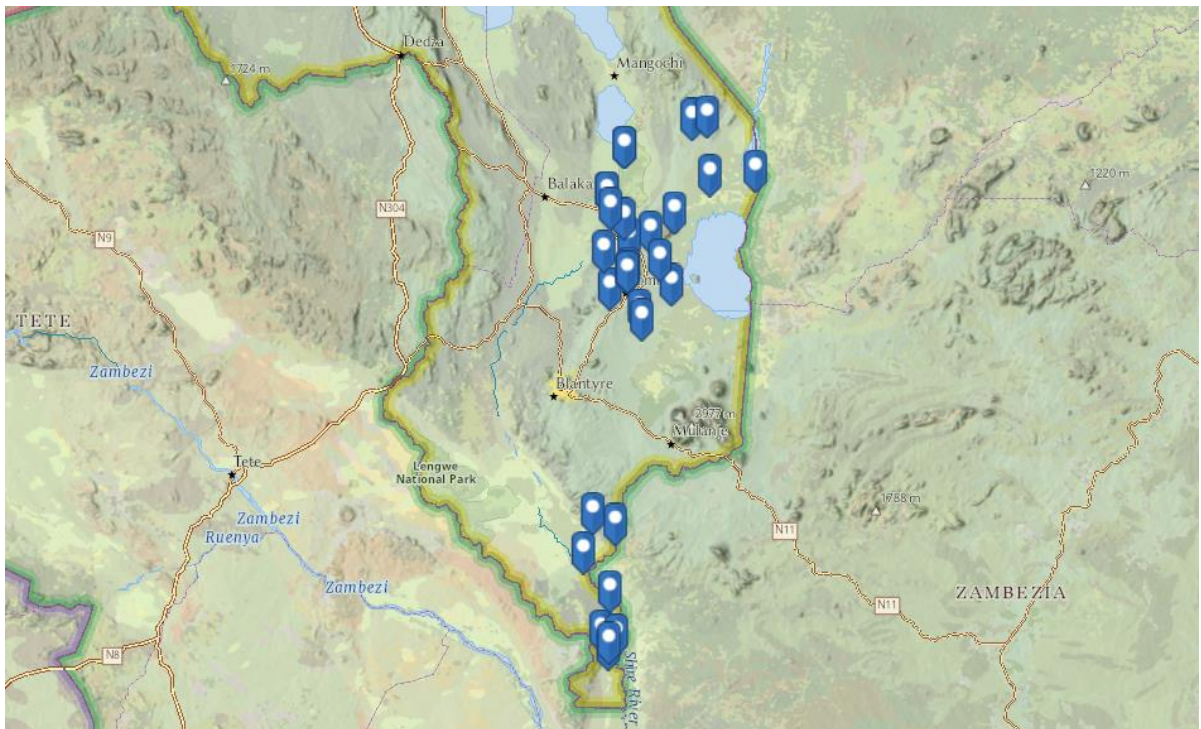 Dedza
1724 m
Mangochi
1220 m
Balaka
N304
N9
TETE
Zambezi
Blantyre
2977 m
Mulanje
Tete
Lengwe
National Park
1788 m
Zambezi
Ruenya
N11
Zambezi
ZAMBEZIA
N11
N8
Shire River